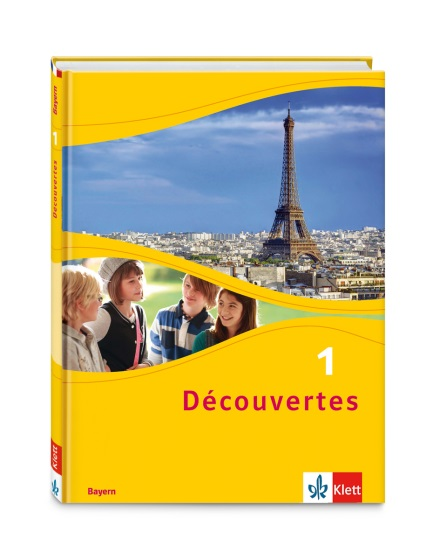 Bayern
1
Découvertes
Klett
1
Découvertes
Bayern
Klett